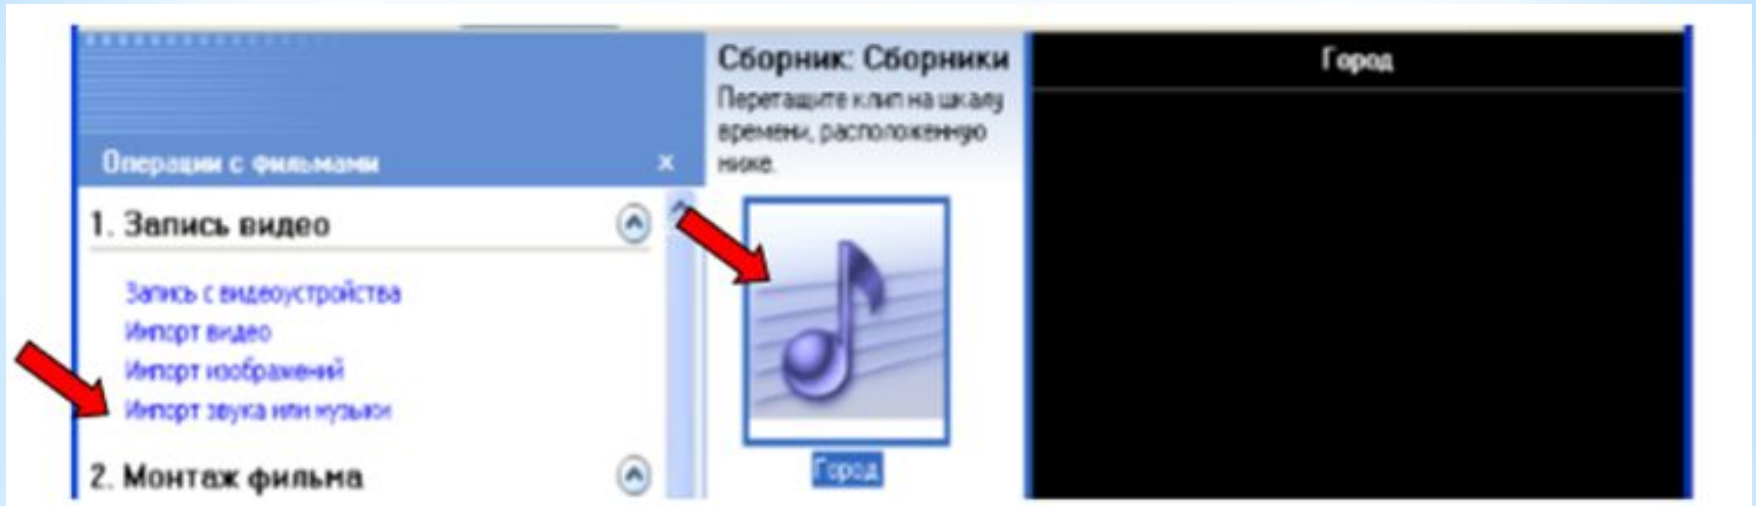 Операции с фильмами
1. Запись видео
Запись с видеоустройства
Импорт видео
Импорт изображений
Импорт звука или музыки
2. Монтаж фильма
Сборник: Сборники
Перетащите клип на шкалу
времени, расположенную
ниже.
Город
Город